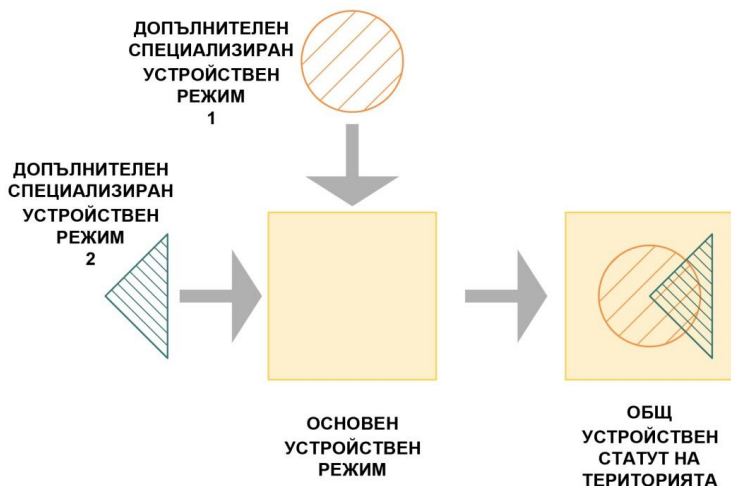 ДОПЪЛНИТЕЛЕН
СПЕЦИАЛИЗИРАН
УСТРОЙСТВЕН
РЕЖИМ
1
ДОПЪЛНИТЕЛЕН
СПЕЦИАЛИЗИРАН
УСТРОЙСТВЕН
РЕЖИМ
2
ОСНОВЕН
УСТРОЙСТВЕН
РЕЖИМ
ОБЩ
УСТРОЙСТВЕН
СТАТУТ НА
ТЕРИТОРИЯТА